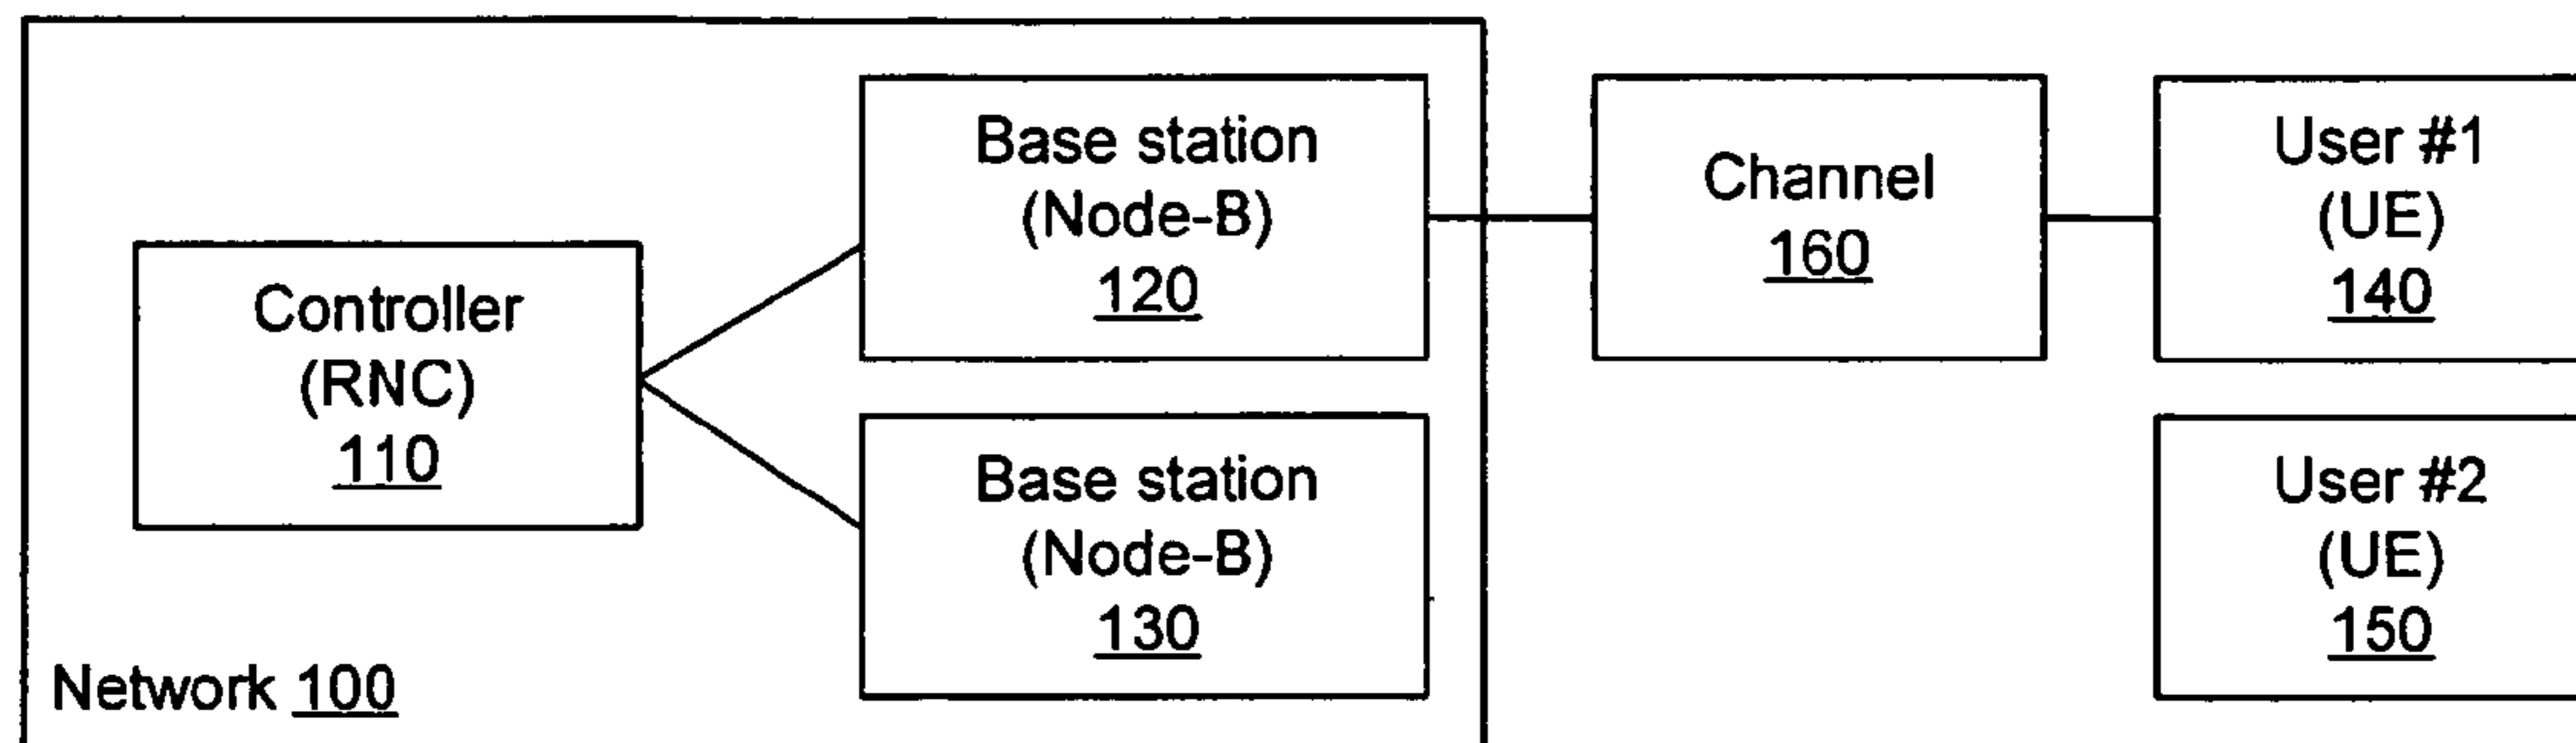 Controller
(RNC)
110
Base station
(Node-B)
120
Base station
(Node-B)
130
Network 100
Channel
160
User #1
(UE)
140
User #2
(UE)
150